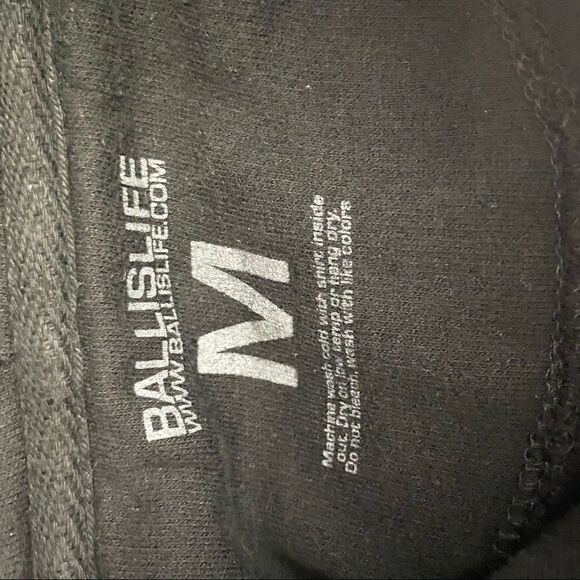 BALLISLIFE
WWW.BALLISLIFE.COM
M
Machine wash cold with shirt inside
out. Dry on low temp or hang dry.
Do not bleach, wash with like colors